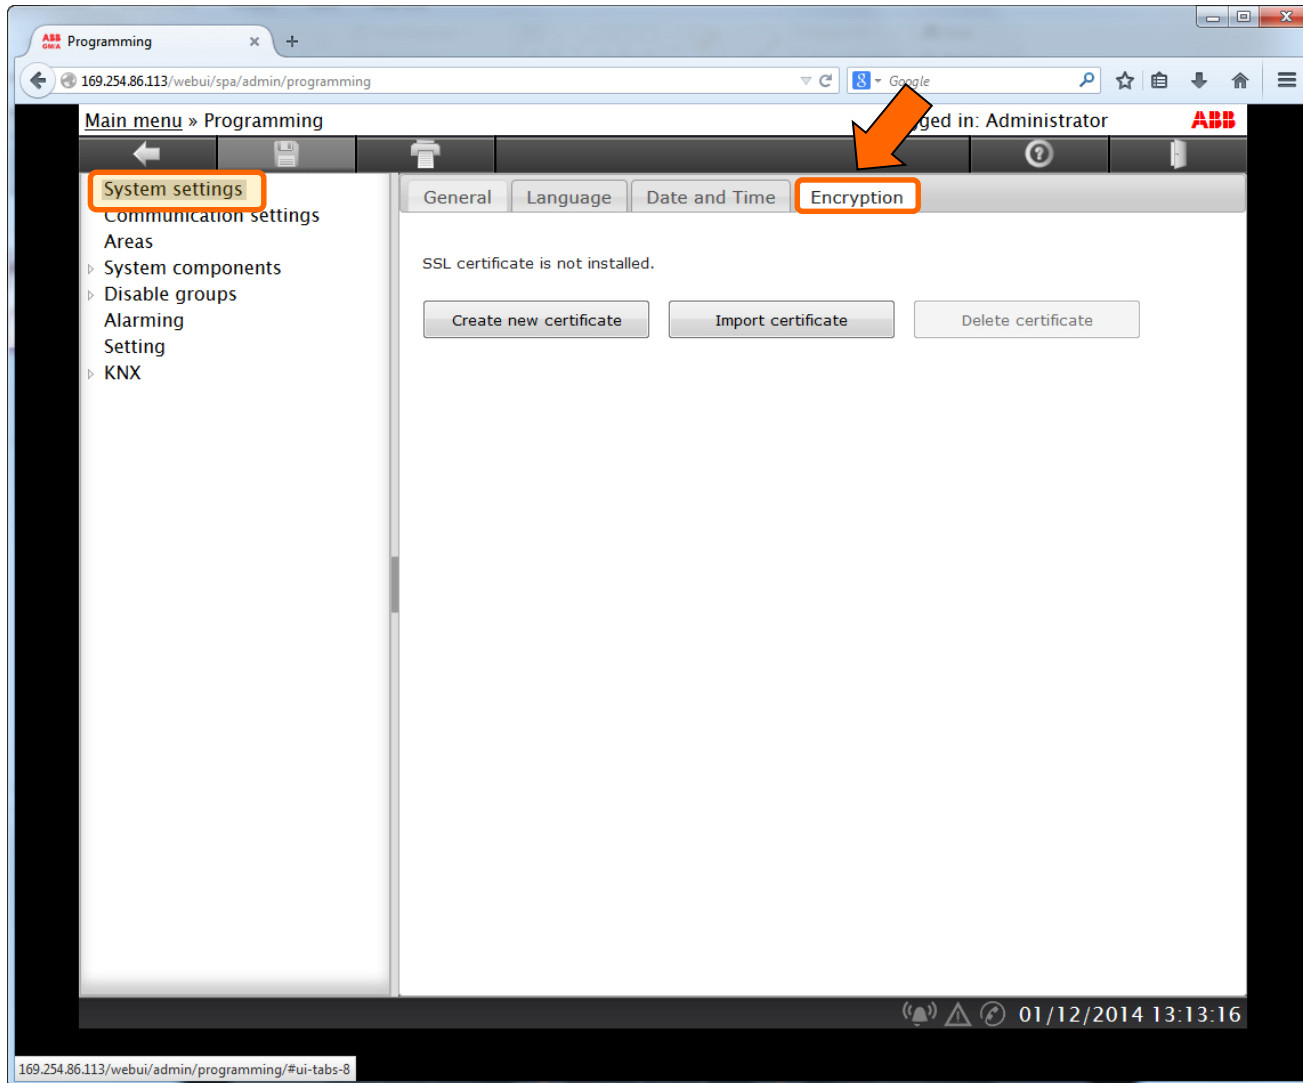 ABB GM/A Programming
169.254.86.113/webui/spa/admin/programming
Google
Main menu » Programming
ged in: Administrator
ABB
System settings
Communication settings
Areas
System components
Disable groups
Alarming
Setting
KNX
General Language Date and Time Encryption
SSL certificate is not installed.
Create new certificate Import certificate Delete certificate
01/12/2014 13:13:16
169.254.86.113/webui/admin/programming/#ui-tabs-8